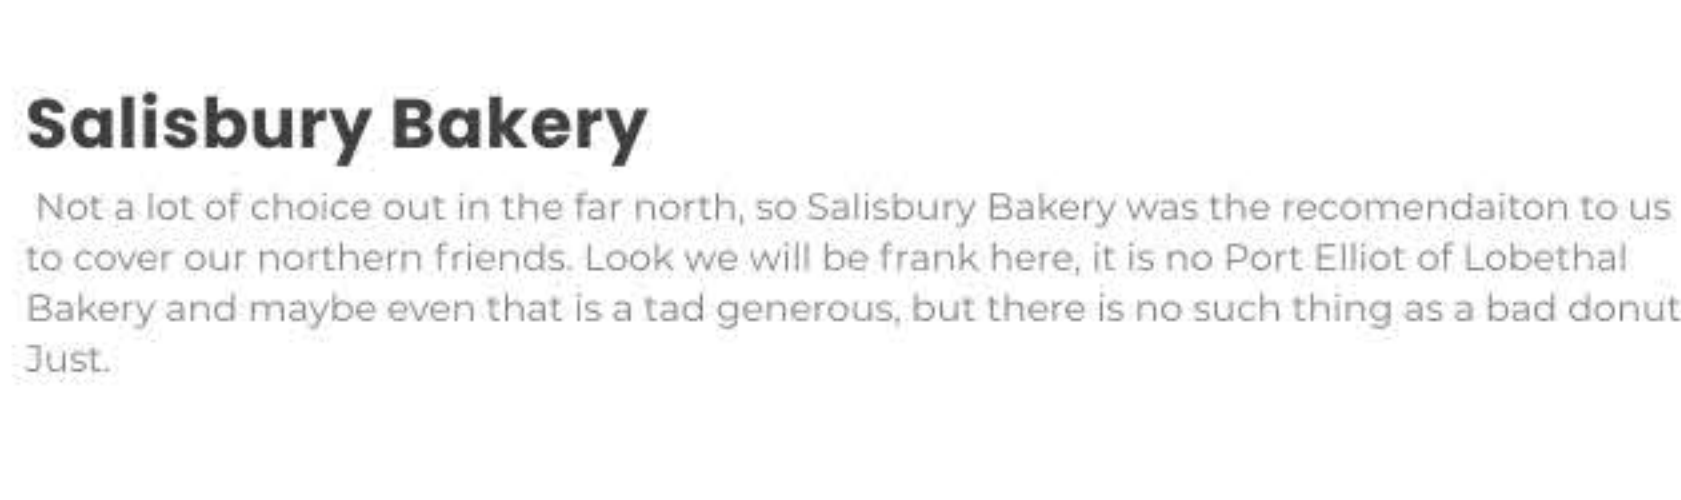 Salisbury Bakery
Not a lot of choice out in the far north, so Salisbury Bakery was the recomendaiton to us
to cover our northern friends. Look we will be frank here, it is no Port Elliot of Lobethal
Bakery and maybe even that is a tad generous, but there is no such thing as a bad donut
Just.